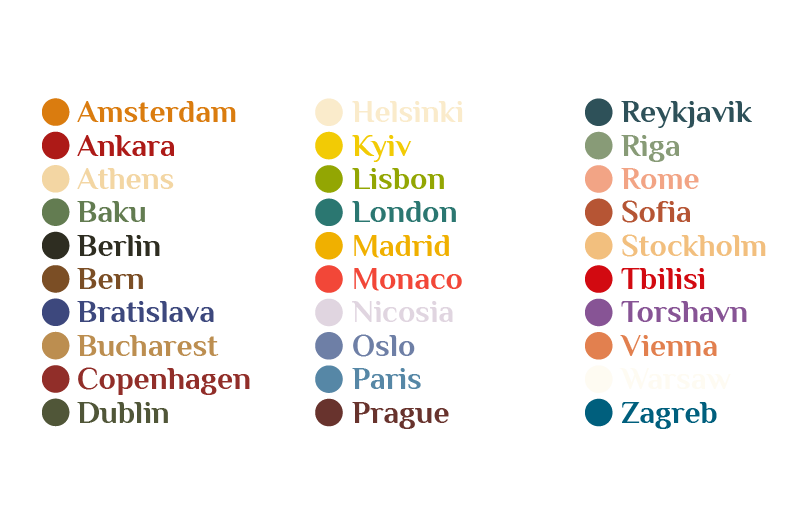 Amsterdam
Ankara
Athens
Baku
Berlin
Bern
Bratislava
Bucharest
Copenhagen
Dublin
Helsinki
Kyiv
Lisbon
London
Madrid
Monaco
Nicosia
Oslo
Paris
Prague
Reykjavik
Riga
Rome
Sofia
Stockholm
Tbilisi
Torshavn
Vienna
Warsaw
Zagreb